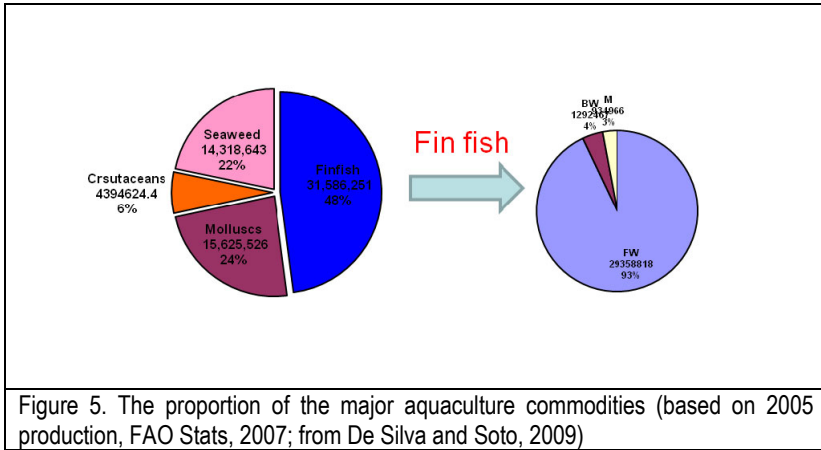 Seaweed
14,318,643
22%
Crsutaceans
4394624.4
6%
Molluscs
15,625,526
24%
Finfish
31,586,251
48%
Fin fish
BW
1292467
4%
M
934966
3%
FW
29358818
93%
Figure 5. The proportion of the major aquaculture commodities (based on 2005
production, FAO Stats, 2007; from De Silva and Soto, 2009)